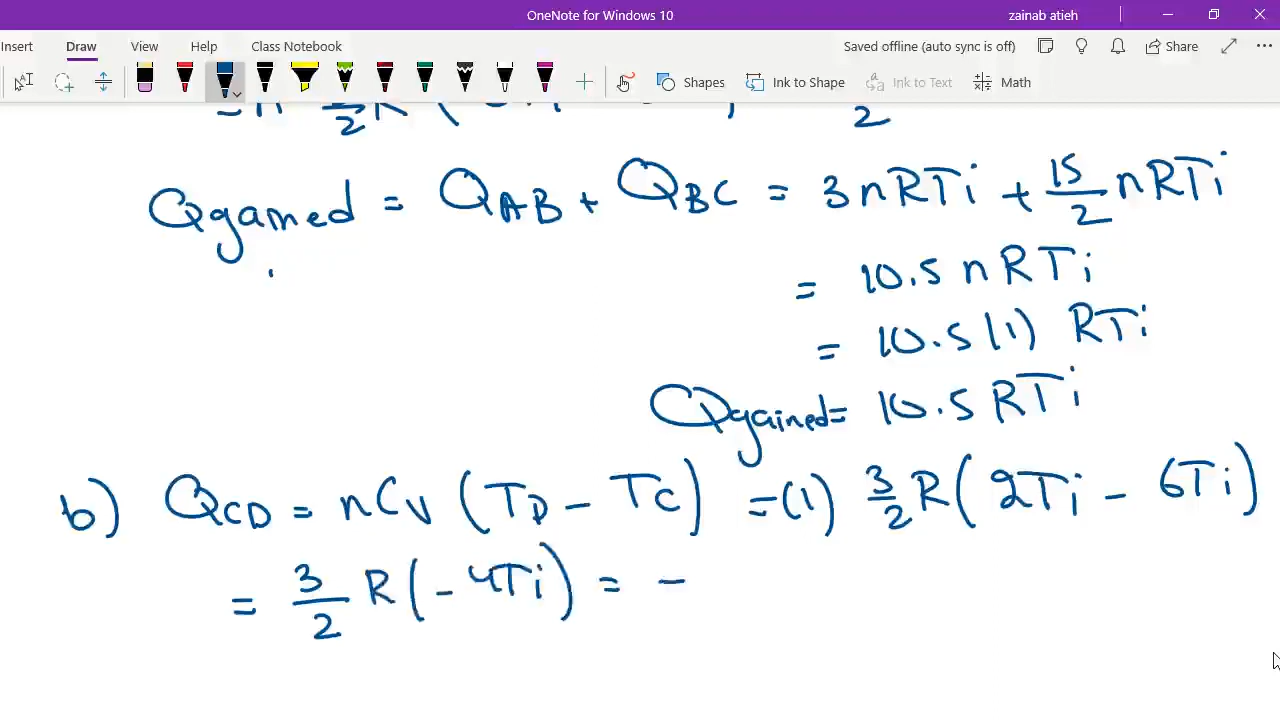 OneNote for Windows 10
zainab atieh
Insert Draw View Help Class Notebook
Saved offline (auto sync is off) Share
Shapes Ink to Shape Ink to Text Math
Qgained = QAB + QBC = 3nRTi + 15/2 nRTi
= 10.5 nRTi
= 10.5 (1) RTi
Qgained = 10.5 RTi
b) QCD = nCv (TD - TC) = (1) 3/2 R (2Ti - 6Ti)
= 3/2 R (-4Ti) = -